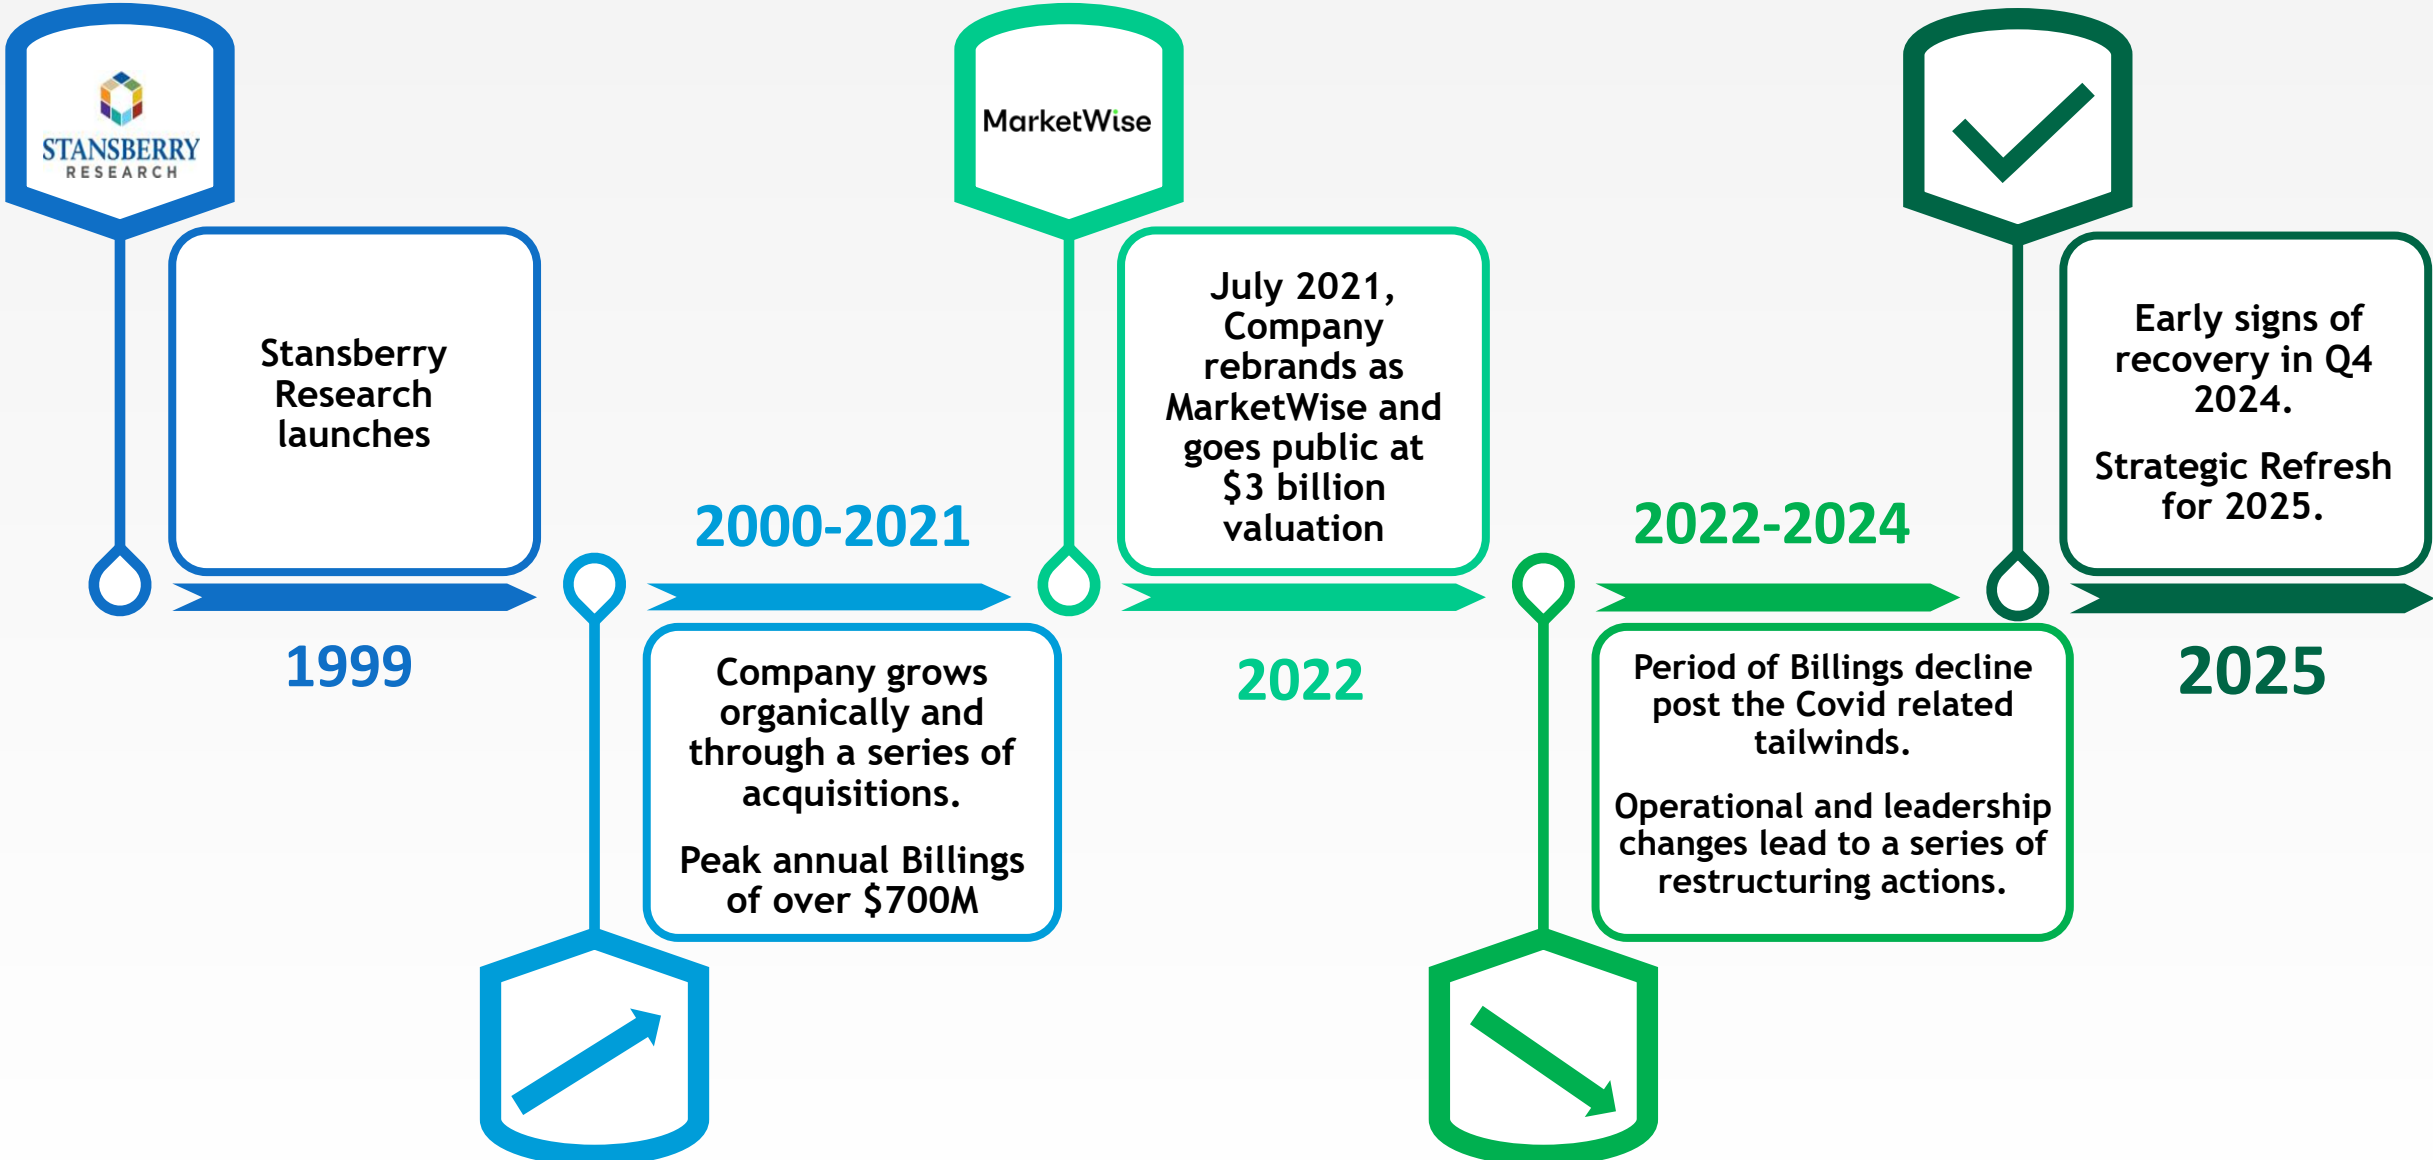 STANSBERRY
RESEARCH
Stansberry
Research
launches
1999
2000-2021
Company grows
organically and
through a series of
acquisitions.
Peak annual Billings
of over $700M
MarketWise
July 2021,
Company
rebrands as
MarketWise and
goes public at
$3 billion
valuation
2022
2022-2024
Period of Billings decline
post the Covid related
tailwinds.
Operational and leadership
changes lead to a series of
restructuring actions.
Early signs of
recovery in Q4
2024.
Strategic Refresh
for 2025.
2025